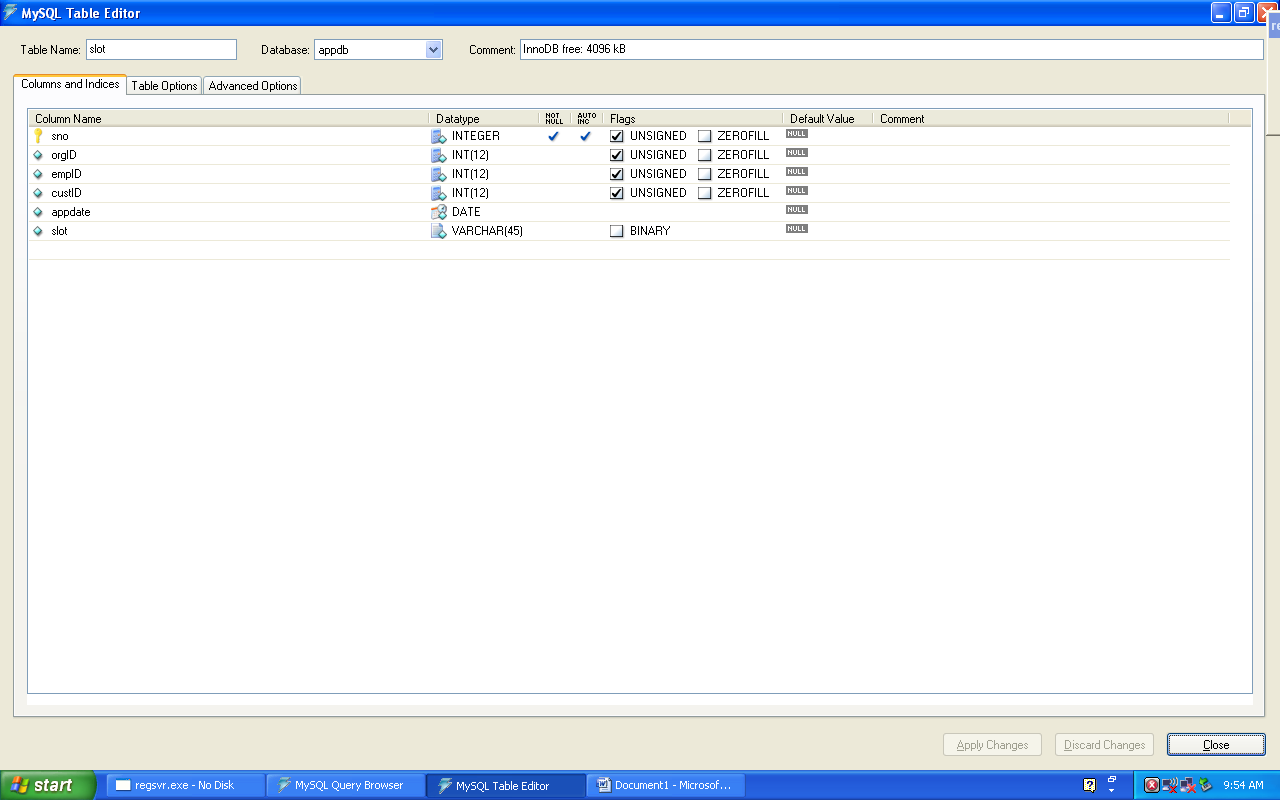 MySQL Table Editor
Table Name: slot Database: appdb Comment: InnoDB free: 4096 kB
Columns and Indices Table Options Advanced Options
Column Name Datatype NOT NULL AUTO INC Flags Default Value Comment
sno INTEGER UNSIGNED ZEROFILL NULL
orgID INT(12) UNSIGNED ZEROFILL NULL
empID INT(12) UNSIGNED ZEROFILL NULL
custID INT(12) UNSIGNED ZEROFILL NULL
appdate DATE NULL
slot VARCHAR(45) BINARY NULL
Apply Changes Discard Changes Close
start regsvr.exe - No Disk MySQL Query Browser MySQL Table Editor Document1 - Microsof... 9:54 AM